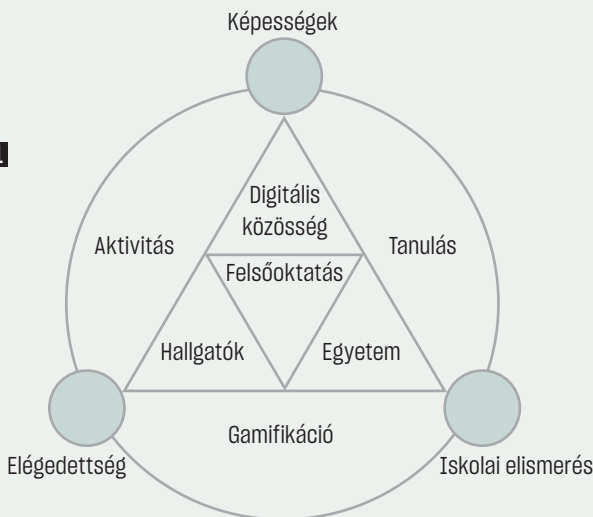 Képességek
Digitális
közösség
Aktivitás
Tanulás
Felsőoktatás
Hallgatók
Egyetem
Gamifikáció
Elégedettség
Iskolai elismerés